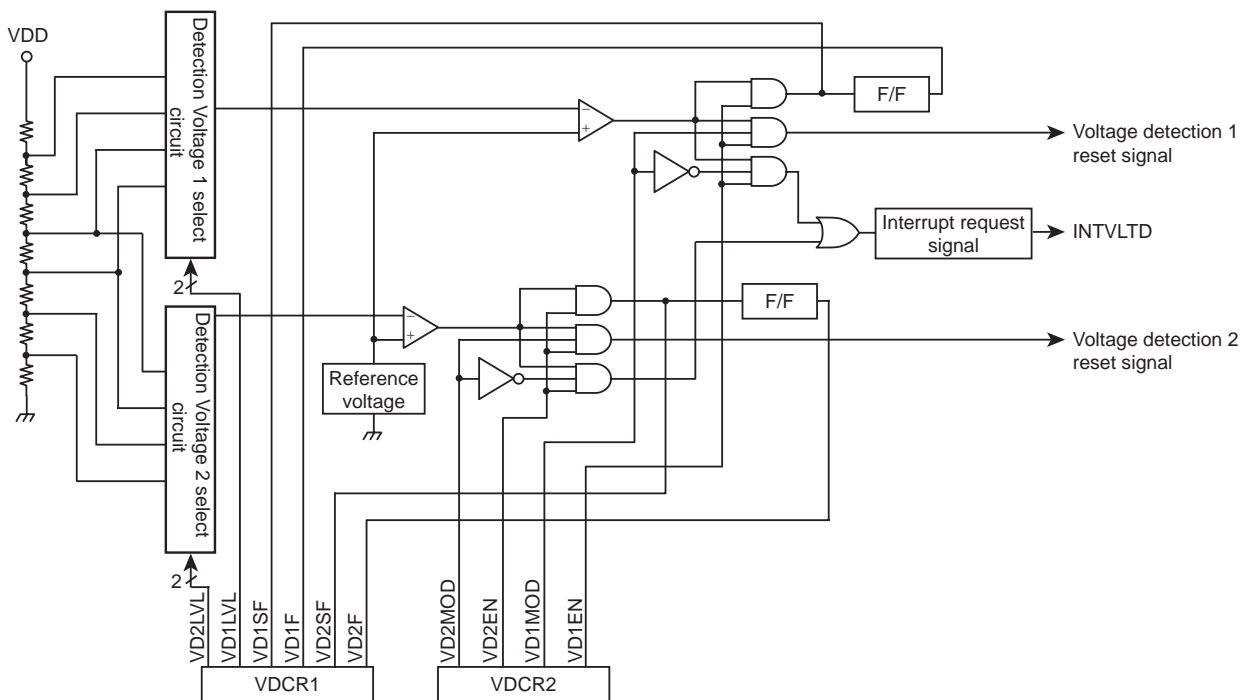 VDD
Detection Voltage 1 select
circuit
−
+
F/F
Voltage detection 1
reset signal
Interrupt request
signal
INTVLTD
2
Detection Voltage 2 select
circuit
−
+
F/F
Voltage detection 2
reset signal
Reference
voltage
2
VD2LVL
VD1LVL
VD1SF
VD1F
VD2SF
VD2F
VD2MOD
VD2EN
VD1MOD
VD1EN
VDCR1
VDCR2